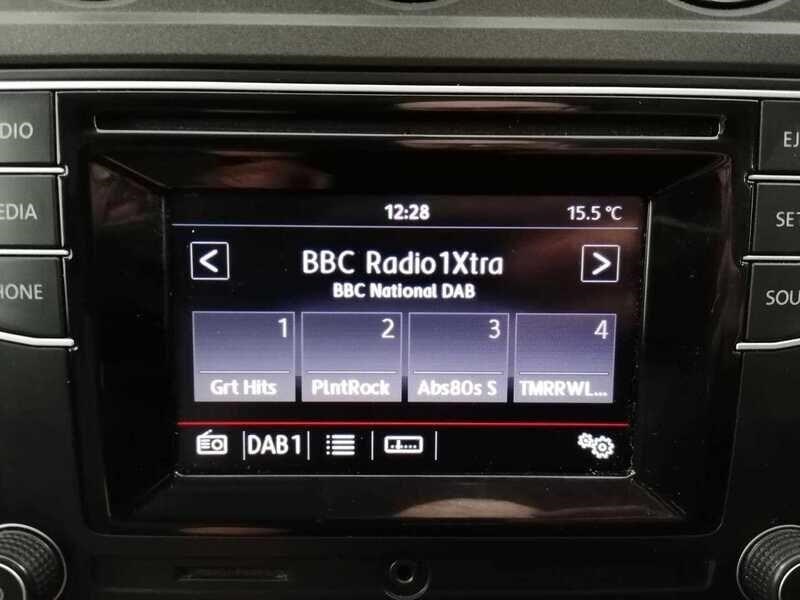 DIO
EJ
EDIA
SET
HONE
SOU
12:28 15.5 °C
< BBC Radio1Xtra >
BBC National DAB
1 2 3 4
Grt Hits PlntRock Abs80s S TMRRWL...
DAB1